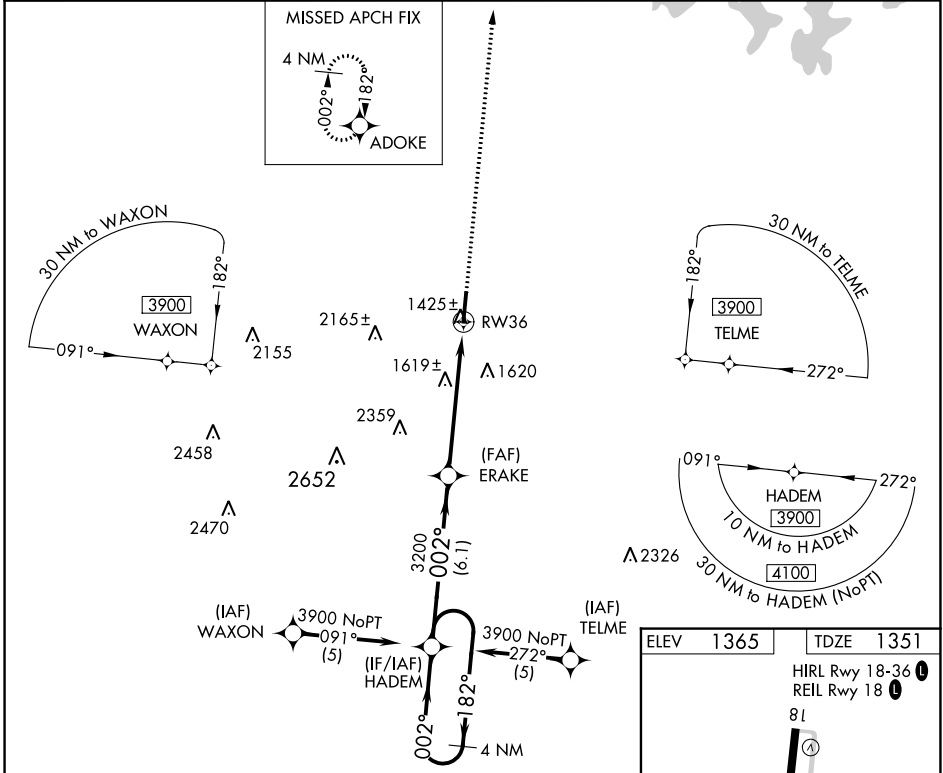 MISSED APCH FIX
4 NM
002°
182°
ADOKE
30 NM to WAXON
182°
3900
WAXON
091°
2155
2165±
1425±
RW36
1619±
1620
2359
2458
2652
2470
(FAF)
ERAKE
30 NM to TELME
182°
3900
TELME
272°
091°
272°
HADEM
3900
10 NM to HADEM
4100
30 NM to HADEM (NoPT)
2326
3200
002°
(6.1)
(IAF)
WAXON
3900 NoPT
091°
(5)
(IF/IAF)
HADEM
3900 NoPT
272°
(5)
(IAF)
TELME
002°
182°
4 NM
ELEV 1365
TDZE 1351
HIRL Rwy 18-36 L
REIL Rwy 18 L
18